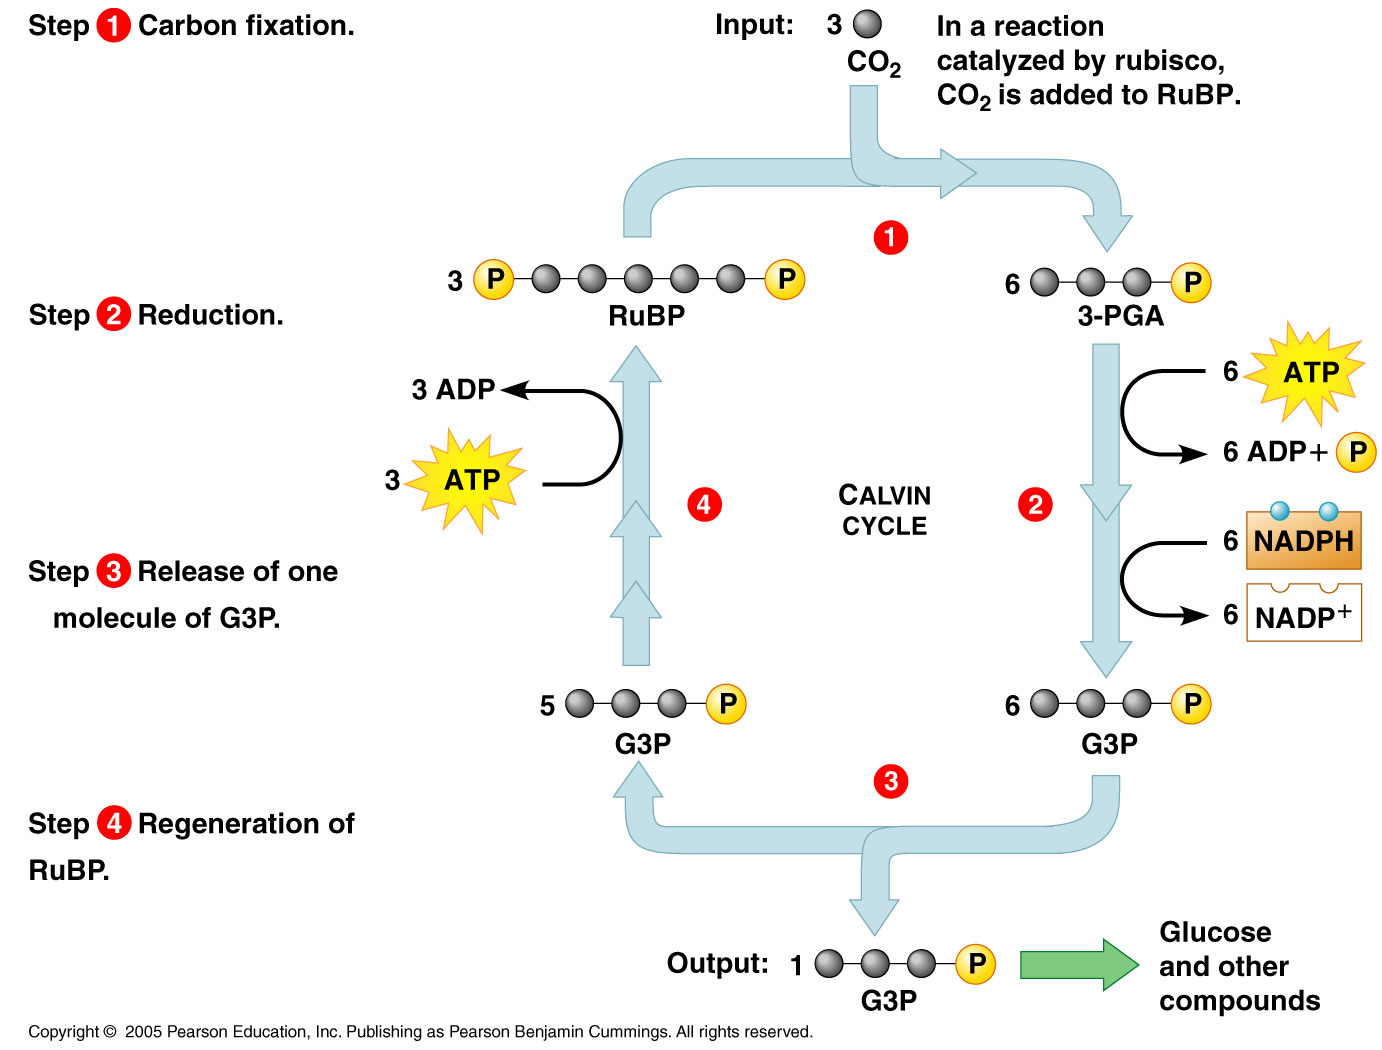 Step 1 Carbon fixation.
Input: 3
CO₂
In a reaction
catalyzed by rubisco,
CO₂ is added to RuBP.
1
3 P P
RuBP
6 P
3-PGA
Step 2 Reduction.
3 ADP
3 ATP
4
CALVIN
CYCLE
2
6 ATP
6 ADP+ P
6 NADPH
6 NADP⁺
Step 3 Release of one
molecule of G3P.
5 P
G3P
6 P
G3P
3
Step 4 Regeneration of
RuBP.
Output: 1 P
G3P
Glucose
and other
compounds
Copyright © 2005 Pearson Education, Inc. Publishing as Pearson Benjamin Cummings. All rights reserved.